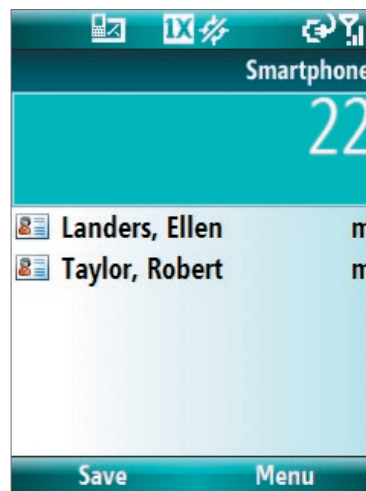 1X
Smartphone
22
Landers, Ellen m
Taylor, Robert m
Save Menu